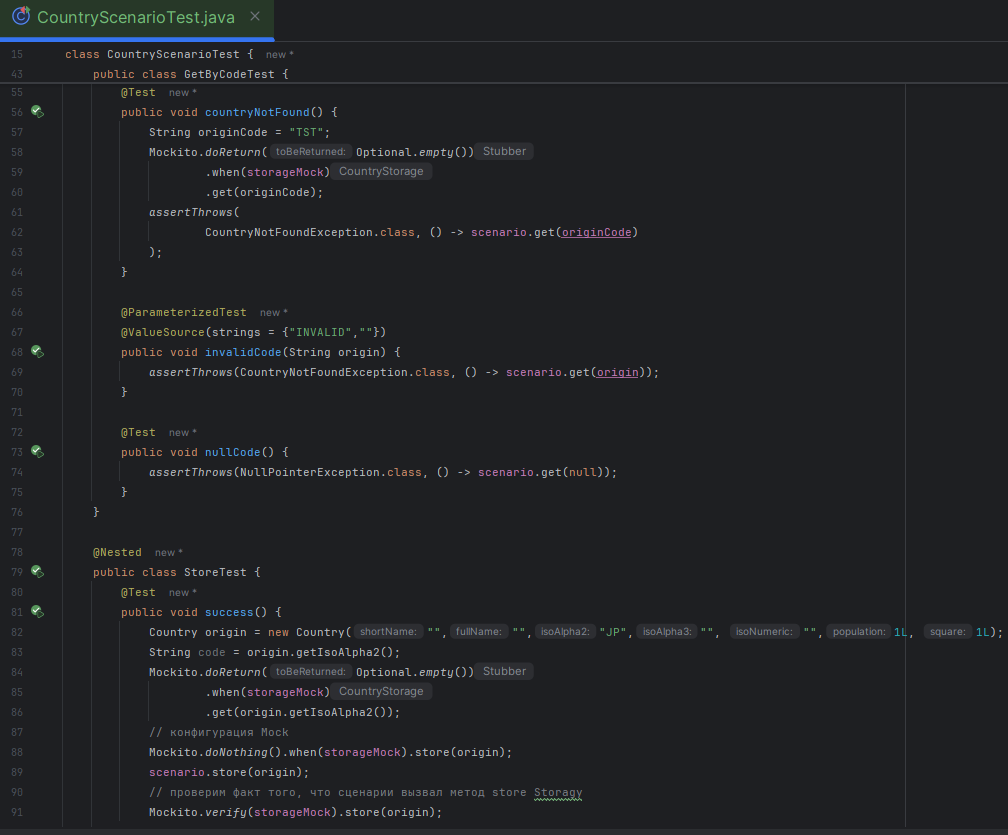 CountryScenarioTest.java
15 class CountryScenarioTest { new *
43 public class GetByCodeTest {
55 @Test new *
56 public void countryNotFound() {
57 String originCode = "TST";
58 Mockito.doReturn( toBeReturned: Optional.empty()) Stubber
59 .when(storageMock) CountryStorage
60 .get(originCode);
61 assertThrows(
62 CountryNotFoundException.class, () -> scenario.get(originCode)
63 );
64 }
65
66 @ParameterizedTest new *
67 @ValueSource(strings = {"INVALID",""})
68 public void invalidCode(String origin) {
69 assertThrows(CountryNotFoundException.class, () -> scenario.get(origin));
70 }
71
72 @Test new *
73 public void nullCode() {
74 assertThrows(NullPointerException.class, () -> scenario.get(null));
75 }
76 }
77
78 @Nested new *
79 public class StoreTest {
80 @Test new *
81 public void success() {
82 Country origin = new Country( shortName: "", fullName: "", isoAlpha2: "JP", isoAlpha3: "", isoNumeric: "", population: 1L, square: 1L);
83 String code = origin.getIsoAlpha2();
84 Mockito.doReturn( toBeReturned: Optional.empty()) Stubber
85 .when(storageMock) CountryStorage
86 .get(origin.getIsoAlpha2());
87 // конфигурация Mock
88 Mockito.doNothing().when(storageMock).store(origin);
89 scenario.store(origin);
90 // проверим факт того, что сценарии вызвал метод store Storagy
91 Mockito.verify(storageMock).store(origin);